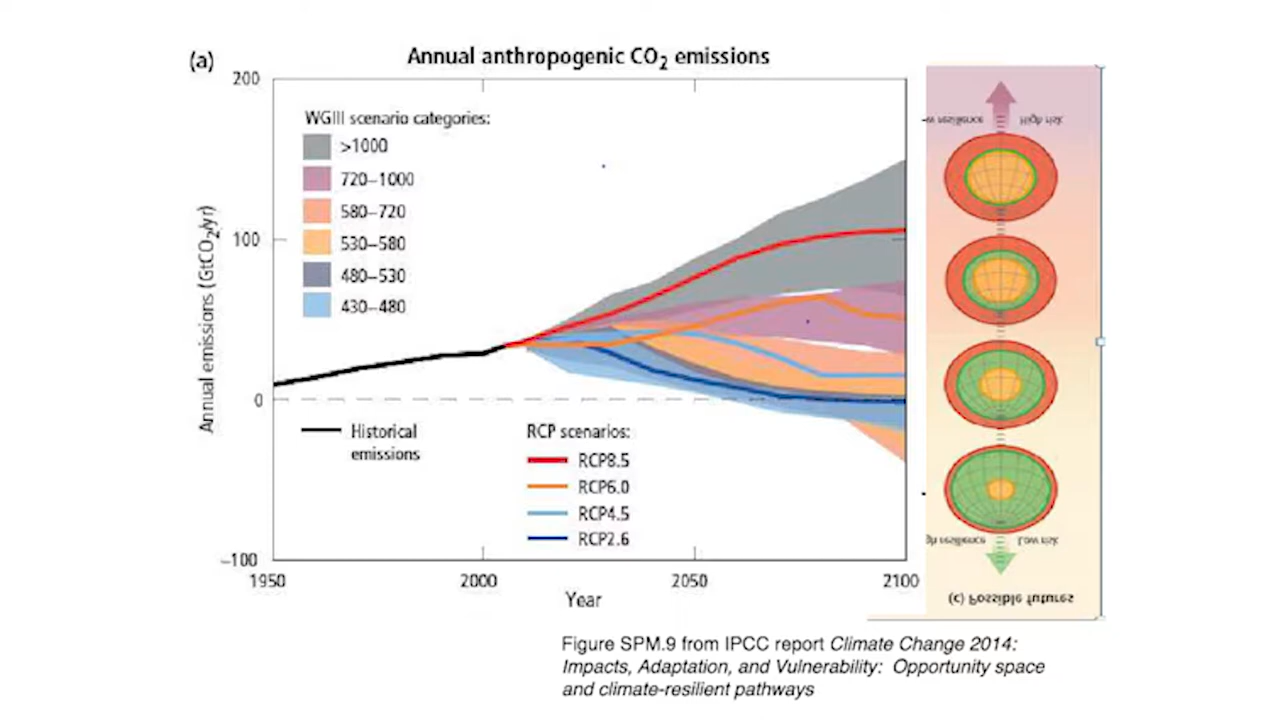 (a)
Annual anthropogenic CO₂ emissions
200
100
0
−100
Annual emissions (GtCO₂/yr)
WGIII scenario categories:
>1000
720–1000
580–720
530–580
480–530
430–480
Historical
emissions
RCP scenarios:
RCP8.5
RCP6.0
RCP4.5
RCP2.6
1950
2000
2050
2100
Year
w resilience
High risk
gh resilience
Low risk
(c) Possible futures
Figure SPM.9 from IPCC report Climate Change 2014:
Impacts, Adaptation, and Vulnerability: Opportunity space
and climate-resilient pathways